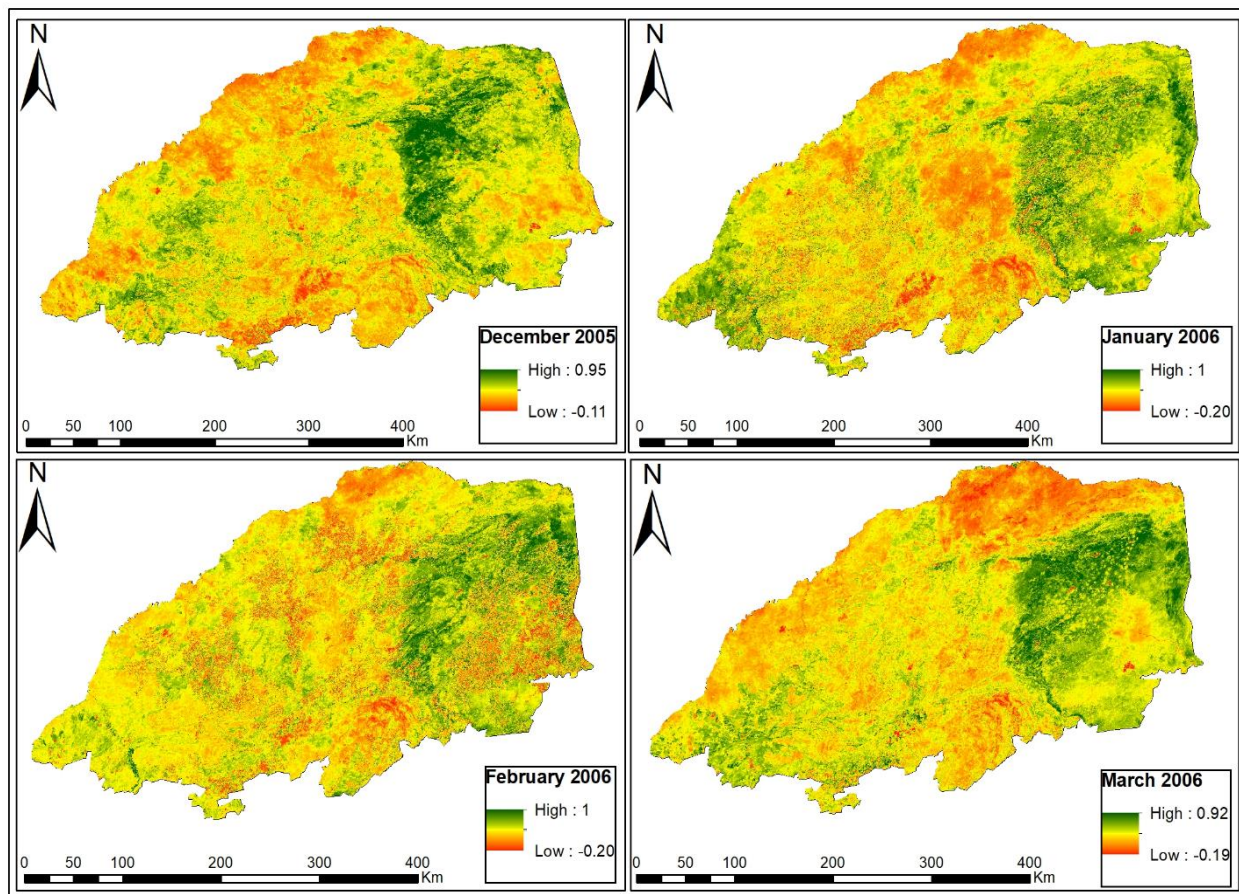 N
December 2005
High : 0.95
Low : -0.11
0 50 100 200 300 400
Km
N
January 2006
High : 1
Low : -0.20
0 50 100 200 300 400
Km
N
February 2006
High : 1
Low : -0.20
0 50 100 200 300 400
Km
N
March 2006
High : 0.92
Low : -0.19
0 50 100 200 300 400
Km